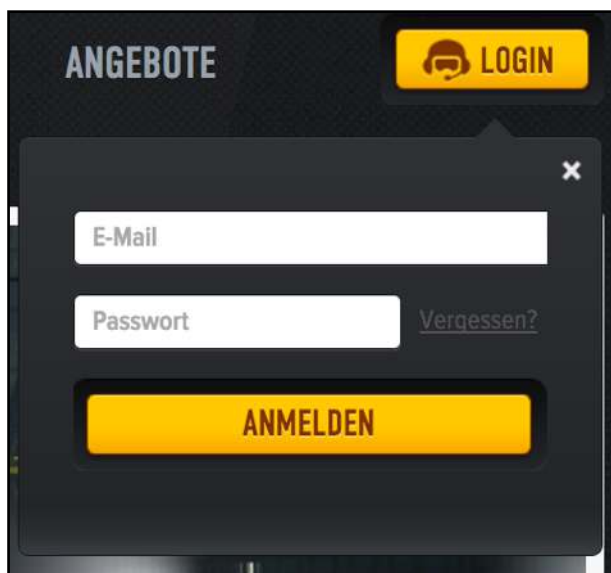 ANGEBOTE
LOGIN
E-Mail
Passwort
Vergessen?
ANMELDEN